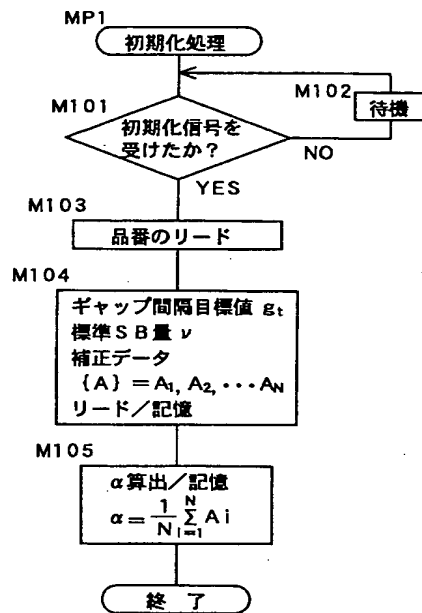 MP1
初期化処理
M101
M102
待機
初期化信号を
受けたか？
NO
YES
M103
品番のリード
M104
ギャップ間隔目標値 gt
標準SB量 ν
補正データ
{A}＝A1, A2, ・・・AN
リード／記憶
M105
α算出／記憶
α＝1/N Σ i=1 N Ai
終了